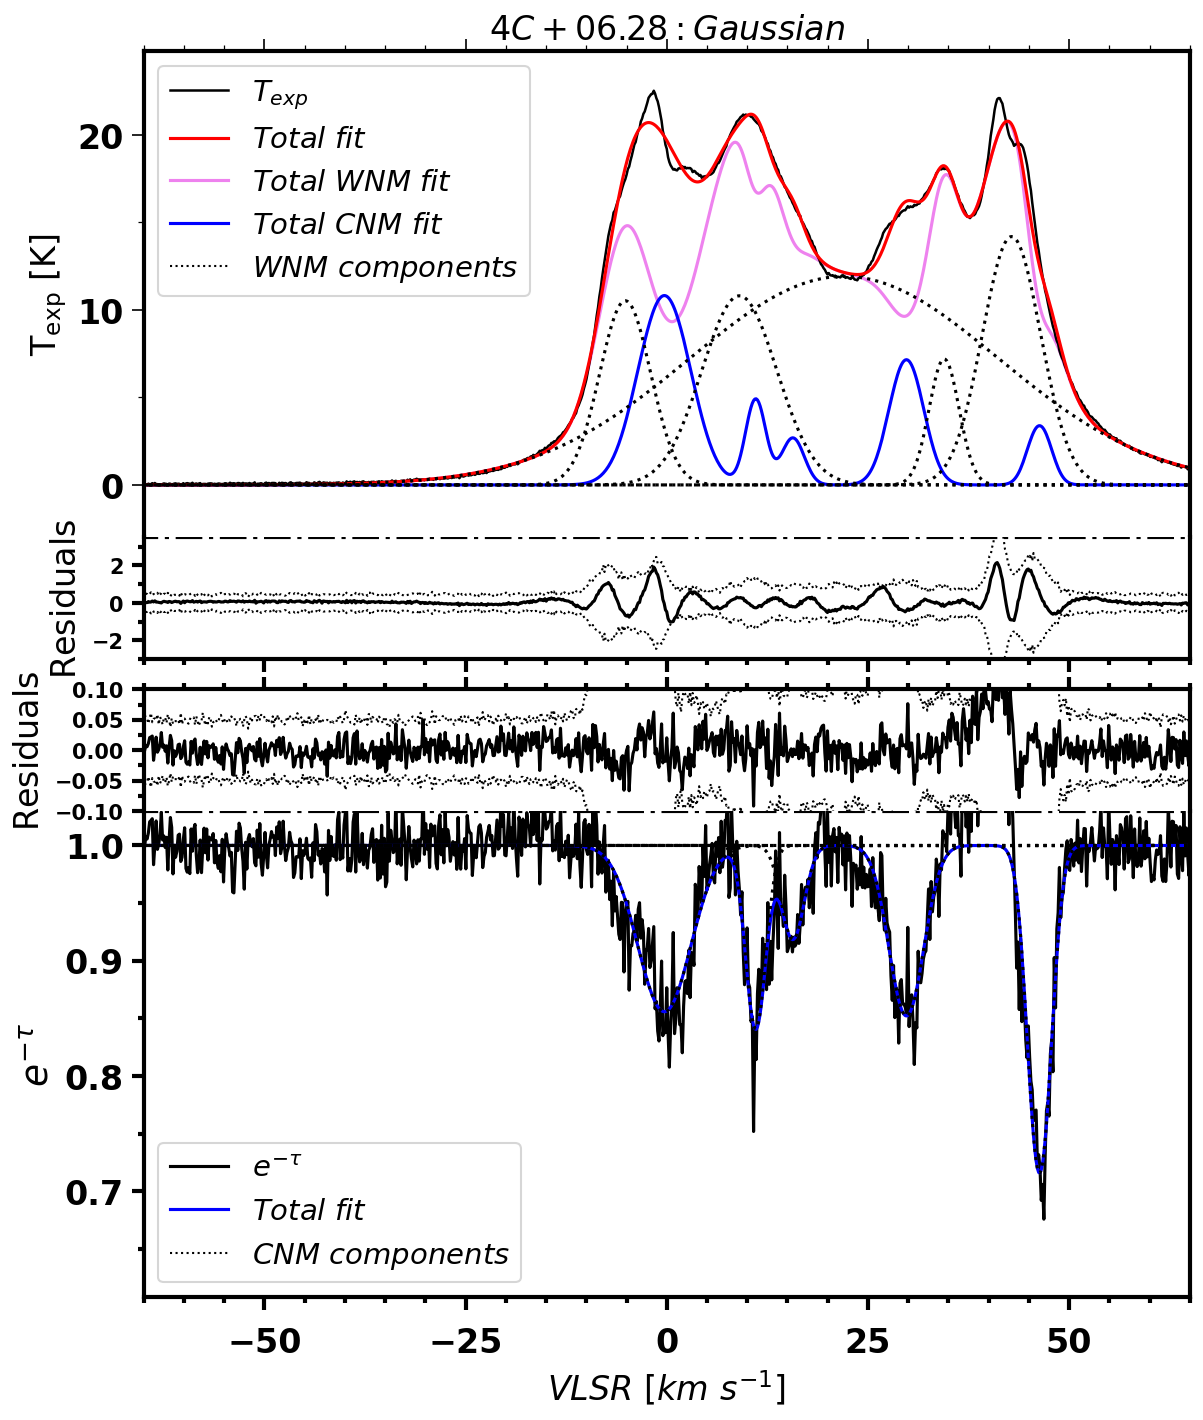 4C + 06.28 : Gaussian
T_exp
Total fit
Total WNM fit
Total CNM fit
WNM components
T_exp [K]
20
10
0
Residuals
2
0
−2
Residuals
0.10
0.05
0.00
−0.05
−0.10
e^{−τ}
1.0
0.9
0.8
0.7
e^{−τ}
Total fit
CNM components
−50 −25 0 25 50
VLSR [km s^{−1}]